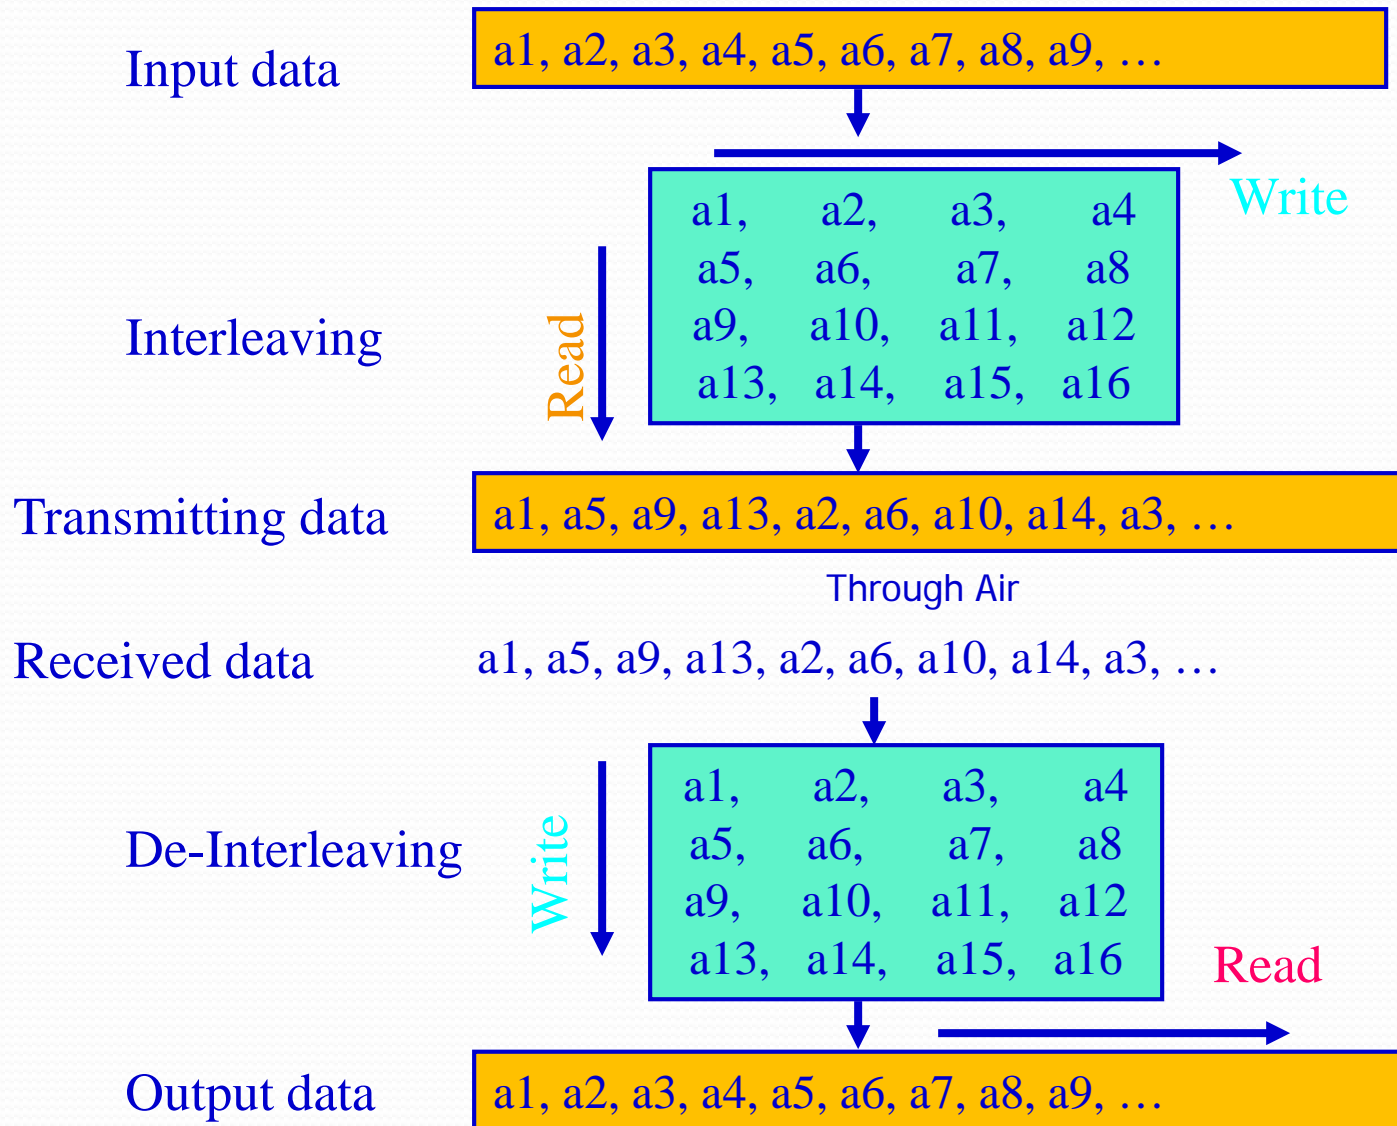 Input data
a1, a2, a3, a4, a5, a6, a7, a8, a9, …
Write
a1, a2, a3, a4
a5, a6, a7, a8
Interleaving
Read
a9, a10, a11, a12
a13, a14, a15, a16
Transmitting data
a1, a5, a9, a13, a2, a6, a10, a14, a3, …
Through Air
Received data
a1, a5, a9, a13, a2, a6, a10, a14, a3, …
a1, a2, a3, a4
De-Interleaving
Write
a5, a6, a7, a8
a9, a10, a11, a12
a13, a14, a15, a16
Read
Output data
a1, a2, a3, a4, a5, a6, a7, a8, a9, …